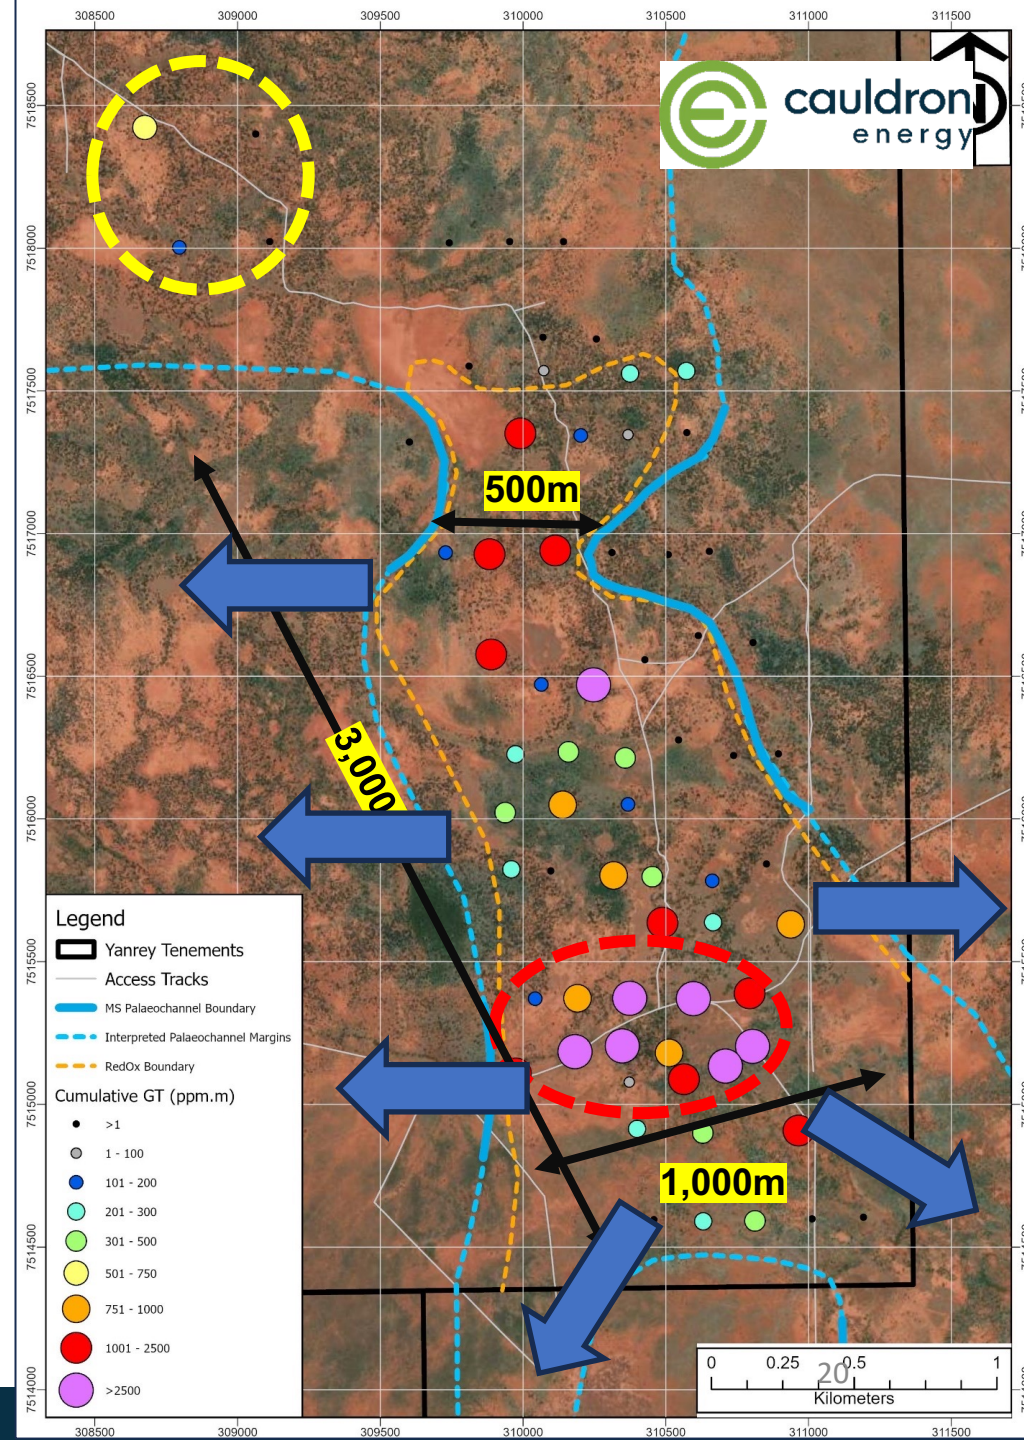 308500 309000 309500 310000 310500 311000 311500
cauldron
energy
7518500
7518000
7517500
7517000
7516500
7516000
7515500
7515000
7514500
7514000
500m
3,000
1,000m
Legend
Yanrey Tenements
Access Tracks
MS Palaeochannel Boundary
Interpreted Palaeochannel Margins
RedOx Boundary
Cumulative GT (ppm.m)
>1
1 - 100
101 - 200
201 - 300
301 - 500
501 - 750
751 - 1000
1001 - 2500
>2500
0 0.25 0.5 1
20
Kilometers
308500 309000 309500 310000 310500 311000 311500